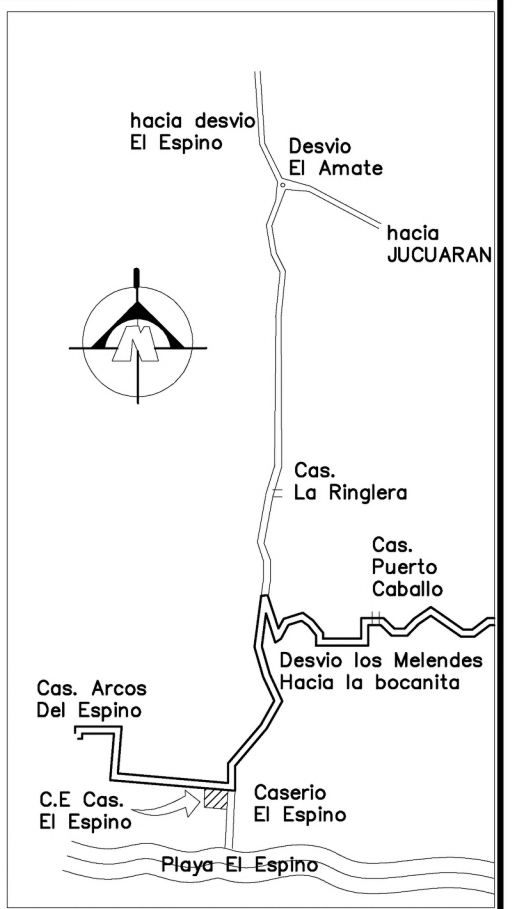 hacia desvio
El Espino
Desvio
El Amate
hacia
JUCUARAN
Cas.
La Ringlera
Cas.
Puerto
Caballo
Desvio los Melendes
Hacia la bocanita
Cas. Arcos
Del Espino
C.E Cas.
El Espino
Caserio
El Espino
Playa El Espino